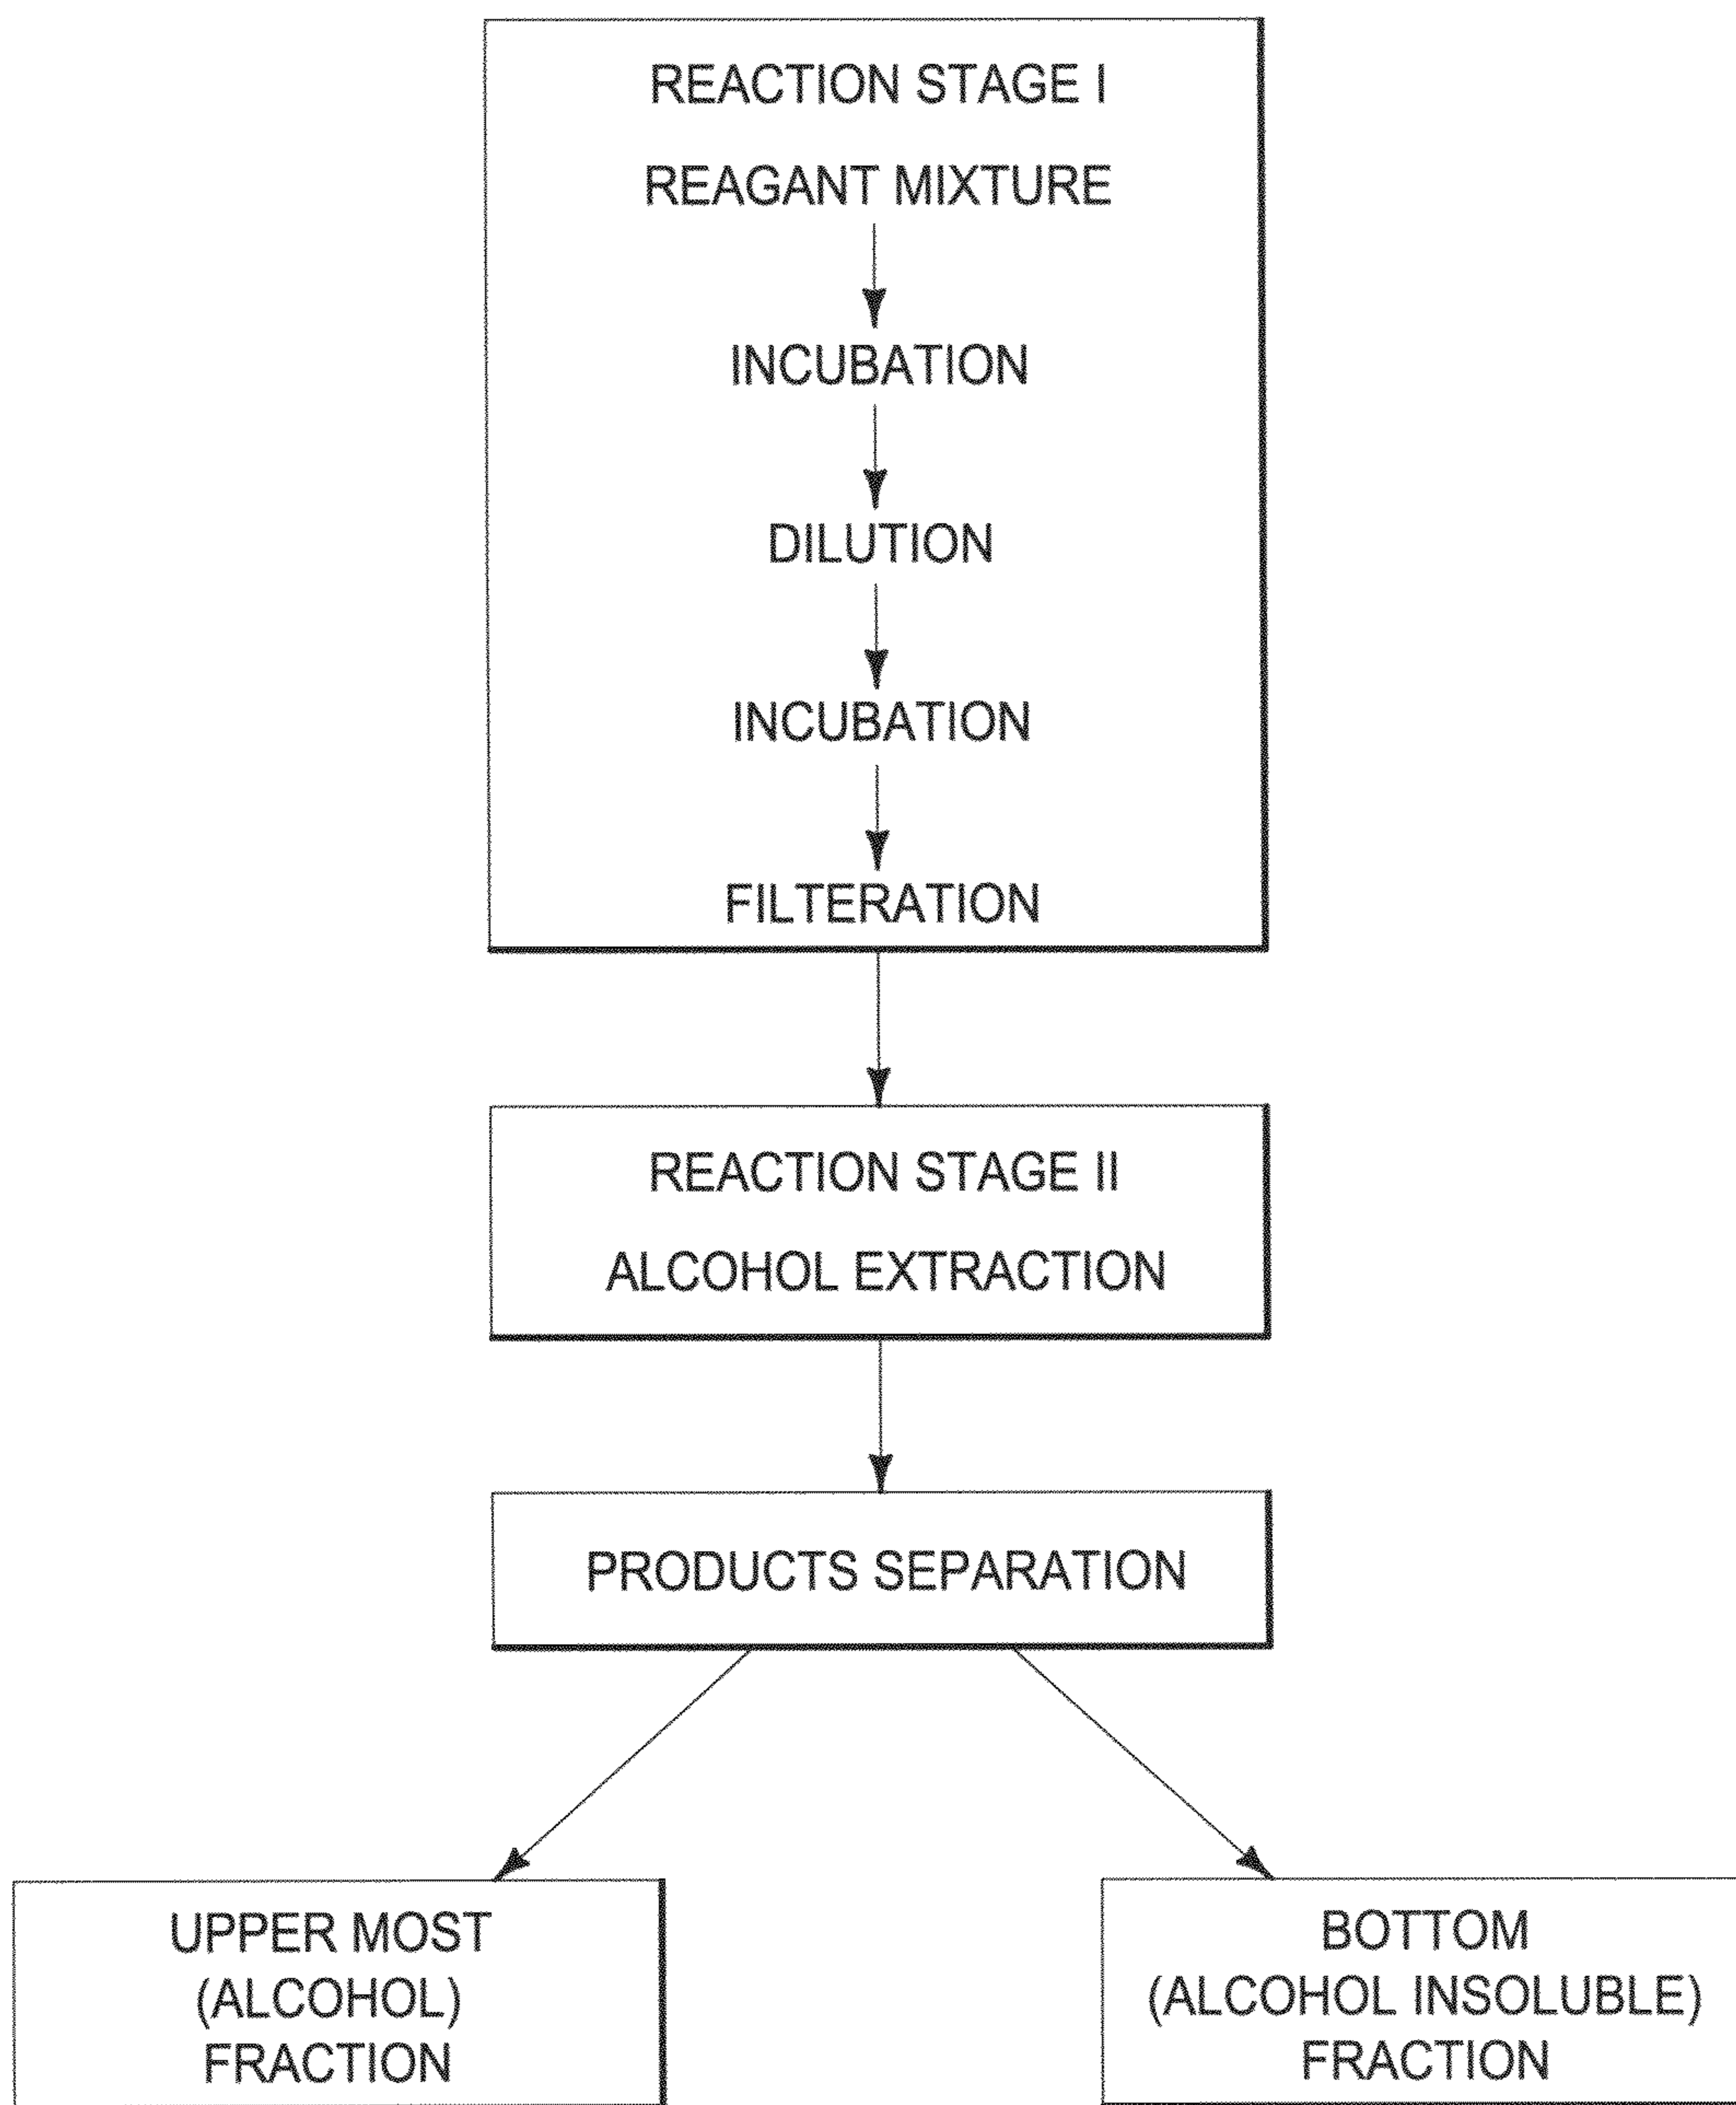 REACTION STAGE I
REAGANT MIXTURE
INCUBATION
DILUTION
INCUBATION
FILTERATION
REACTION STAGE II
ALCOHOL EXTRACTION
PRODUCTS SEPARATION
UPPER MOST
(ALCOHOL)
FRACTION
BOTTOM
(ALCOHOL INSOLUBLE)
FRACTION